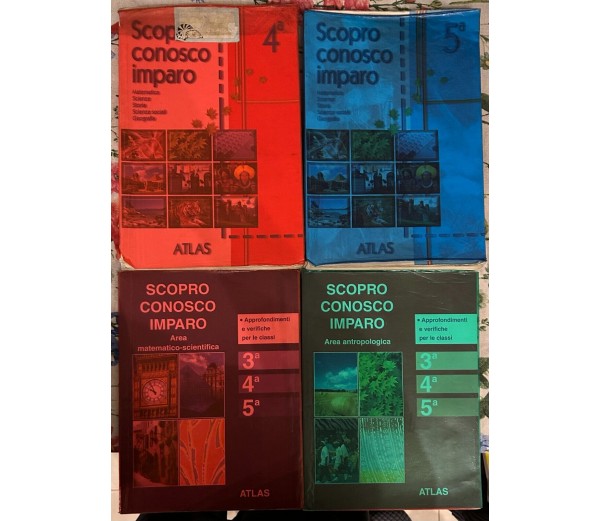 Scopro
conosco
imparo
4ª
matematica
Scienze
Storia
Scienze sociali
Geografia
ATLAS
Scopro
conosco
imparo
5ª
matematica
Scienze
Storia
Scienze sociali
Geografia
ATLAS
SCOPRO
CONOSCO
IMPARO
Area
matematico-scientifica
• Approfondimenti
e verifiche
per le classi
3ª
4ª
5ª
ATLAS
SCOPRO
CONOSCO
IMPARO
Area antropologica
• Approfondimenti
e verifiche
per le classi
3ª
4ª
5ª
ATLAS